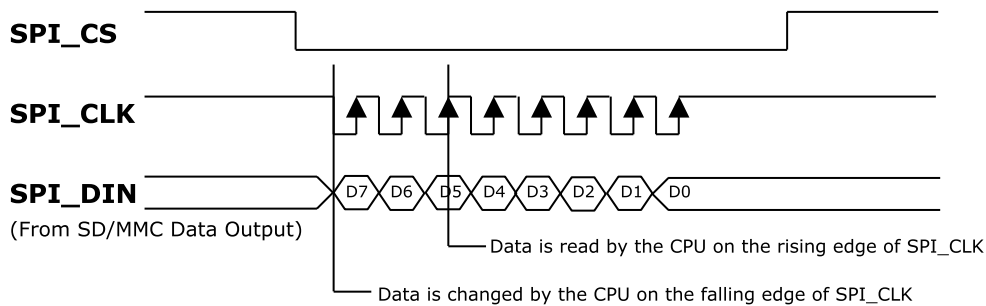 SPI_CS
SPI_CLK
SPI_DIN D7 D6 D5 D4 D3 D2 D1 D0
(From SD/MMC Data Output)
Data is read by the CPU on the rising edge of SPI_CLK
Data is changed by the CPU on the falling edge of SPI_CLK